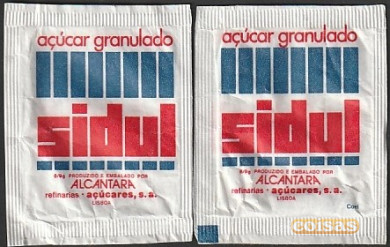 açúcar granulado
sidul
8/9g PRODUZIDO E EMBALADO POR
ALCANTARA
refinarias - açúcares, s.a.
LISBOA
açúcar granulado
sidul
8/9g PRODUZIDO E EMBALADO POR
ALCANTARA
refinarias - açúcares, s.a.
LISBOA
coisas